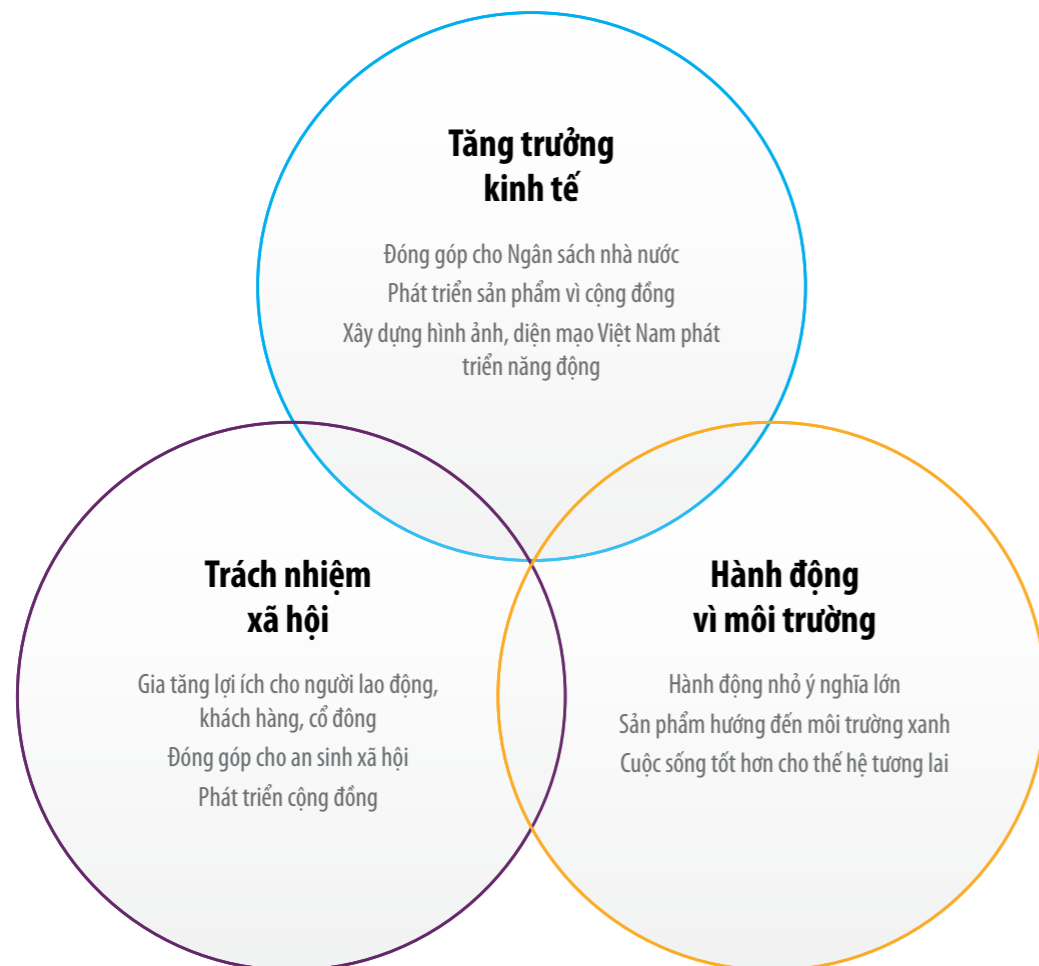 Tăng trưởng
kinh tế
Đóng góp cho Ngân sách nhà nước
Phát triển sản phẩm vì cộng đồng
Xây dựng hình ảnh, diện mạo Việt Nam phát
triển năng động
Trách nhiệm
xã hội
Gia tăng lợi ích cho người lao động,
khách hàng, cổ đông
Đóng góp cho an sinh xã hội
Phát triển cộng đồng
Hành động
vì môi trường
Hành động nhỏ ý nghĩa lớn
Sản phẩm hướng đến môi trường xanh
Cuộc sống tốt hơn cho thế hệ tương lai